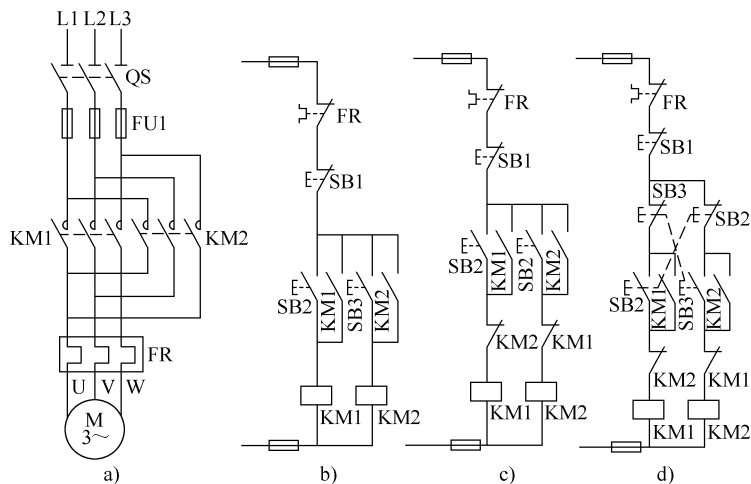 L1 L2 L3
QS
FU1
KM1
KM2
FR
U V W
M
3~
a)
FR
SB1
SB2
KM1
SB3
KM2
KM1
KM2
b)
FR
SB1
SB2
KM1
SB2
KM2
KM2
KM1
KM1
KM2
c)
FR
SB1
SB3
SB2
SB2
KM1
SB3
KM2
KM2
KM1
KM1
KM2
d)